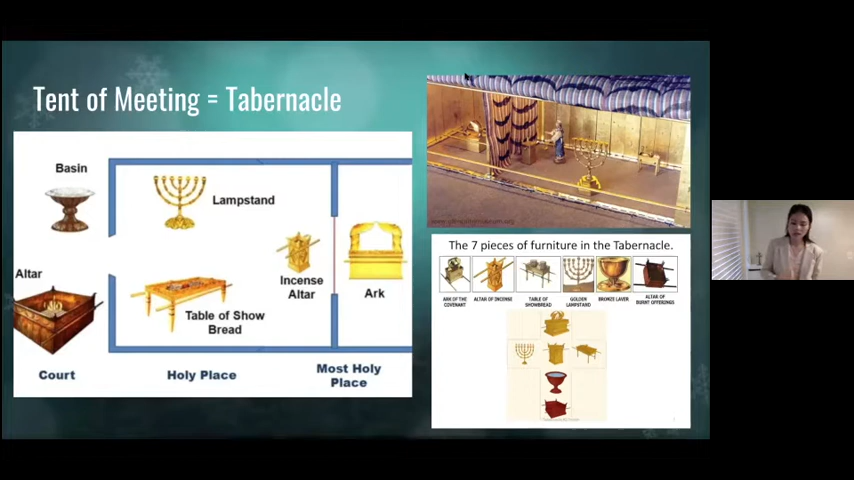 Tent of Meeting = Tabernacle
Basin
Lampstand
Altar
Incense
Altar
Ark
Table of Show
Bread
Court
Holy Place
Most Holy
Place
The 7 pieces of furniture in the Tabernacle.
ARK OF THE
COVENANT
ALTAR OF INCENSE
TABLE OF
SHOWBREAD
GOLDEN
LAMPSTAND
BRONZE LAVER
ALTAR OF
BURNT OFFERINGS